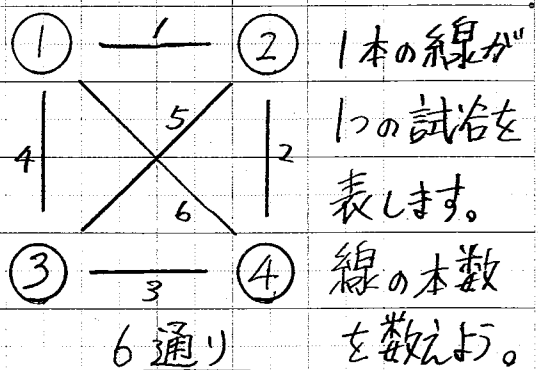 ① 1 ②
4 5 2
6
③ 3 ④
6通り
1本の線が
1つの試合を
表します。
線の本数
を数えよう。